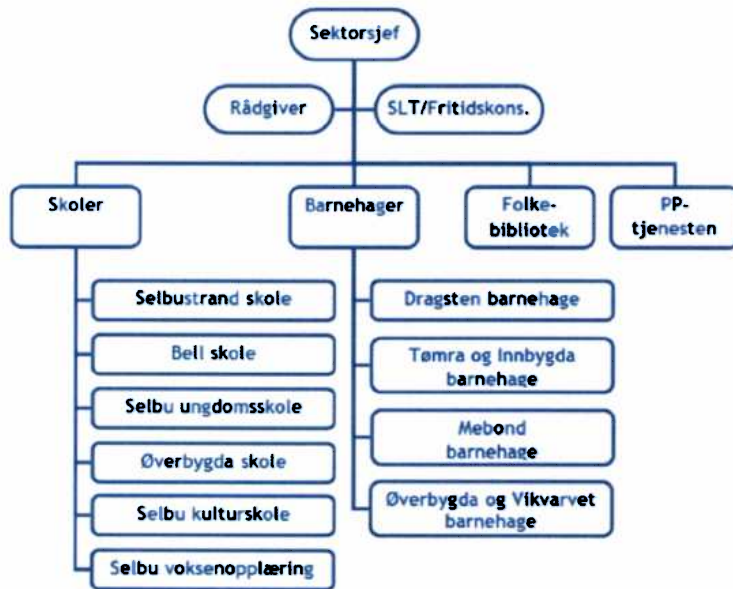 Sektorsjef
Rådgiver
SLT/Fritidskons.
Skoler
Barnehager
Folke-
bibliotek
PP-
tjenesten
Selbustrand skole
Bell skole
Selbu ungdomsskole
Øverbygda skole
Selbu kulturskole
Selbu voksenopplæring
Dragsten barnehage
Tømra og Innbygda
barnehage
Mebond
barnehage
Øverbygda og Vikvarvet
barnehage